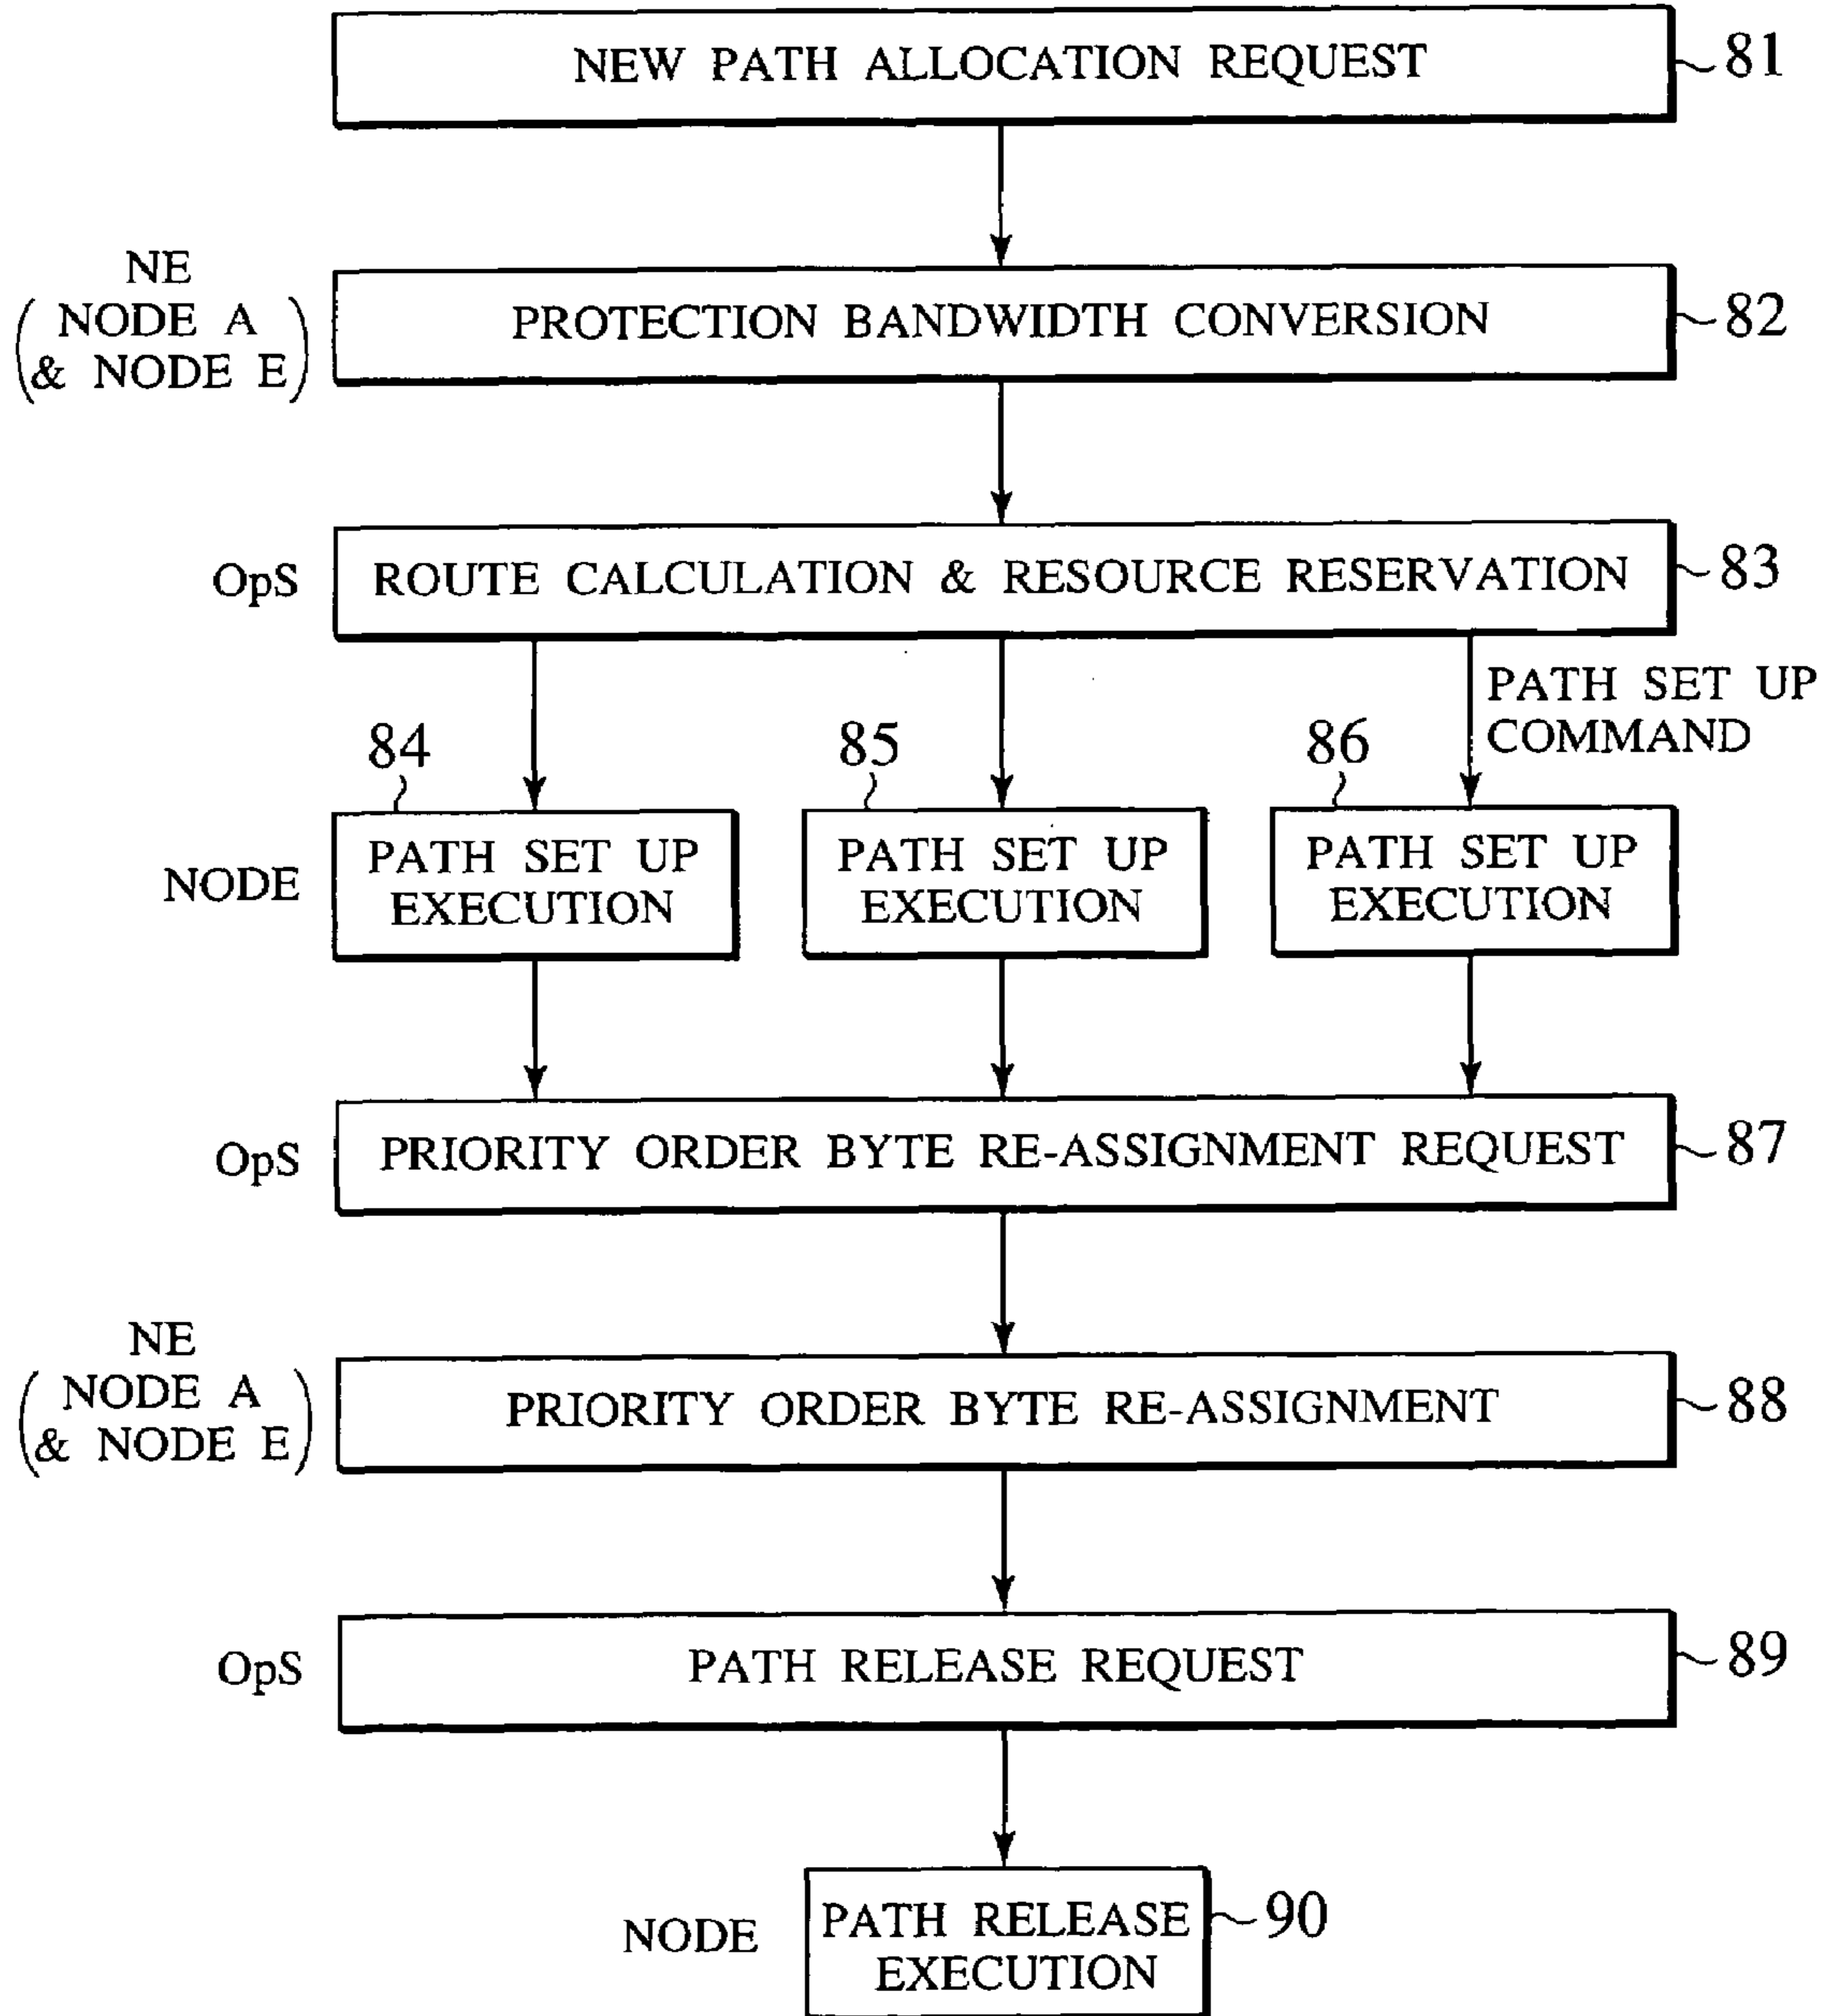 NEW PATH ALLOCATION REQUEST
81
NE
(NODE A
& NODE E)
PROTECTION BANDWIDTH CONVERSION
82
OpS
ROUTE CALCULATION & RESOURCE RESERVATION
83
PATH SET UP
COMMAND
84
85
86
NODE
PATH SET UP
EXECUTION
PATH SET UP
EXECUTION
PATH SET UP
EXECUTION
OpS
PRIORITY ORDER BYTE RE-ASSIGNMENT REQUEST
87
NE
(NODE A
& NODE E)
PRIORITY ORDER BYTE RE-ASSIGNMENT
88
OpS
PATH RELEASE REQUEST
89
NODE
PATH RELEASE
EXECUTION
90